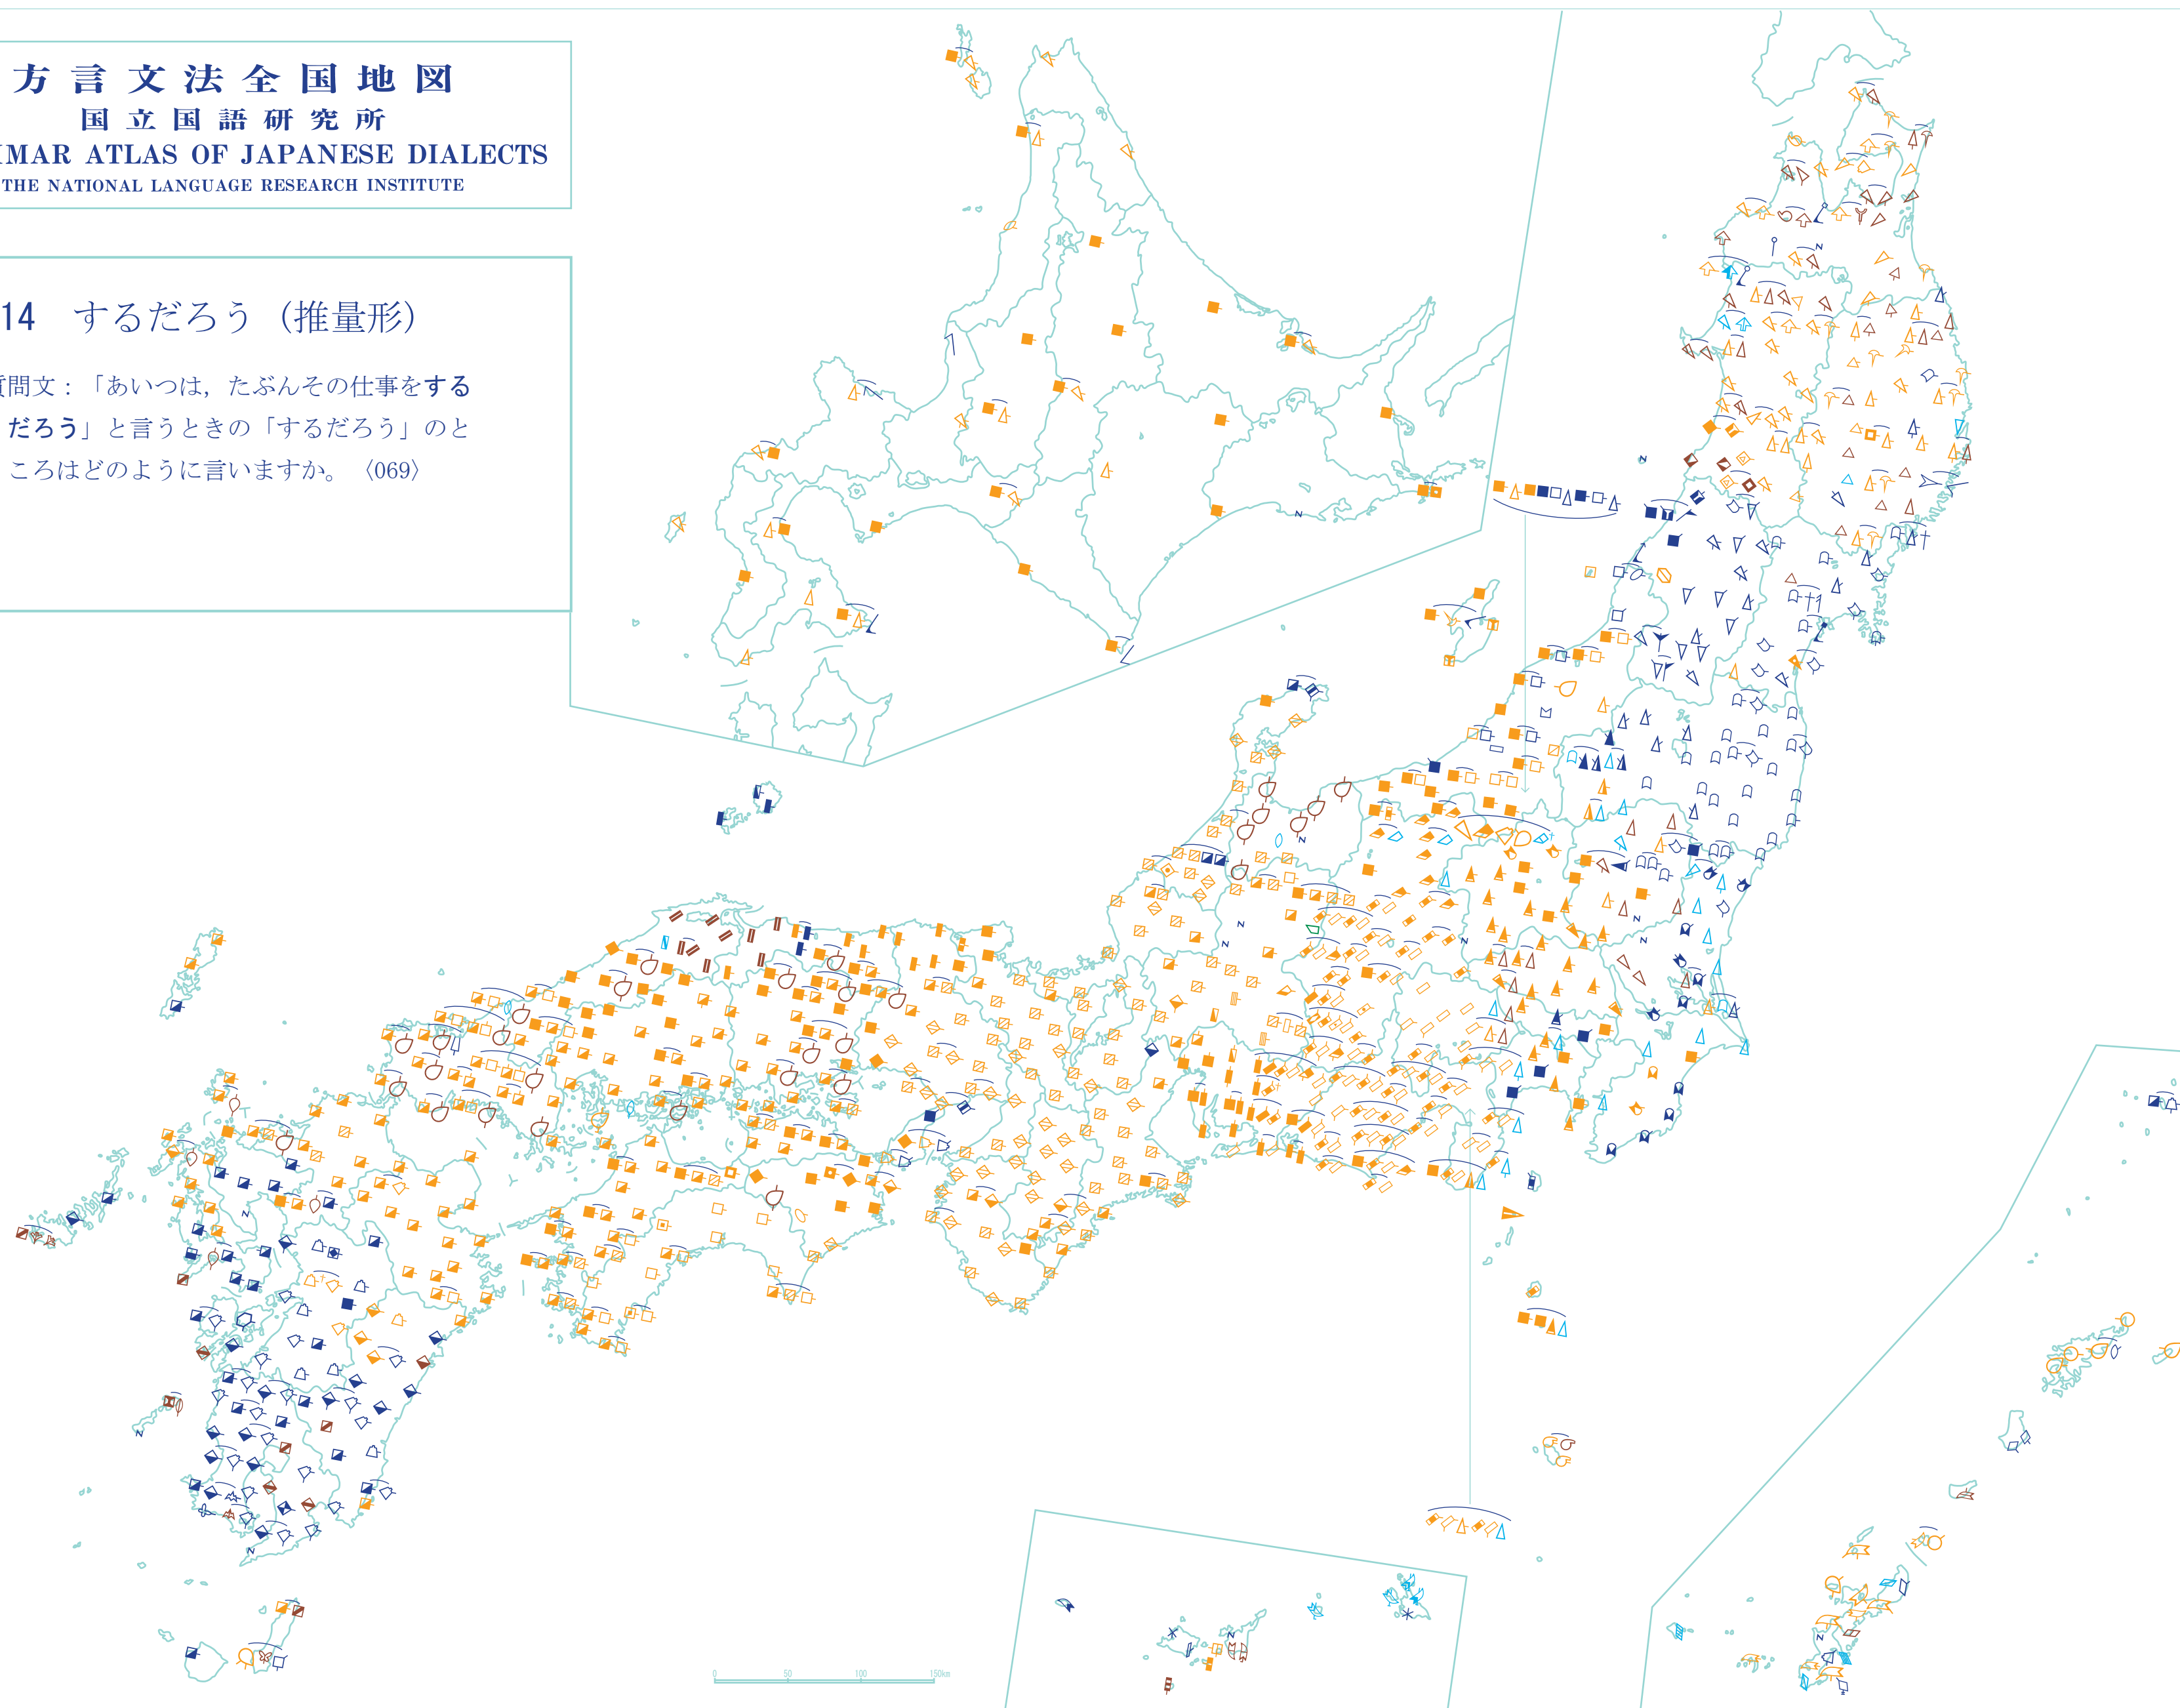 方言文法全国地図
国立国語研究所
MAR ATLAS OF JAPANESE DIALECTS
THE NATIONAL LANGUAGE RESEARCH INSTITUTE
14 するだろう（推量形）
質問文：「あいつは，たぶんその仕事をする
だろう」と言うときの「するだろう」のと
ころはどのように言いますか。〈069〉
0 50 100 150km